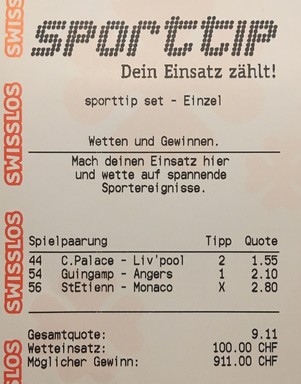 sporttip
Dein Einsatz zählt!
sporttip set - Einzel
Wetten und Gewinnen.
Mach deinen Einsatz hier
und wette auf spannende
Sportereignisse.
Spielpaarung Tipp Quote
44 C.Palace - Liv'pool 2 1.55
54 Guingamp - Angers 1 2.10
56 StEtienn - Monaco X 2.80
Gesamtquote: 9.11
Wetteinsatz: 100.00 CHF
Möglicher Gewinn: 911.00 CHF
SWISS
SWISSLOS
SWISSLOS
SWISSLOS
LOS